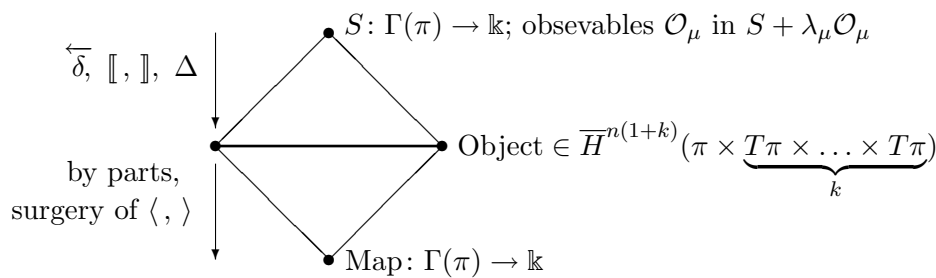 S: Γ(π) → 𝕜; obsevables 𝒪_μ in S + λ_μ𝒪_μ
←δ, ⟦ , ⟧, Δ
Object ∈ H̅^{n(1+k)}(π × Tπ × … × Tπ)
k
by parts,
surgery of ⟨ , ⟩
Map: Γ(π) → 𝕜